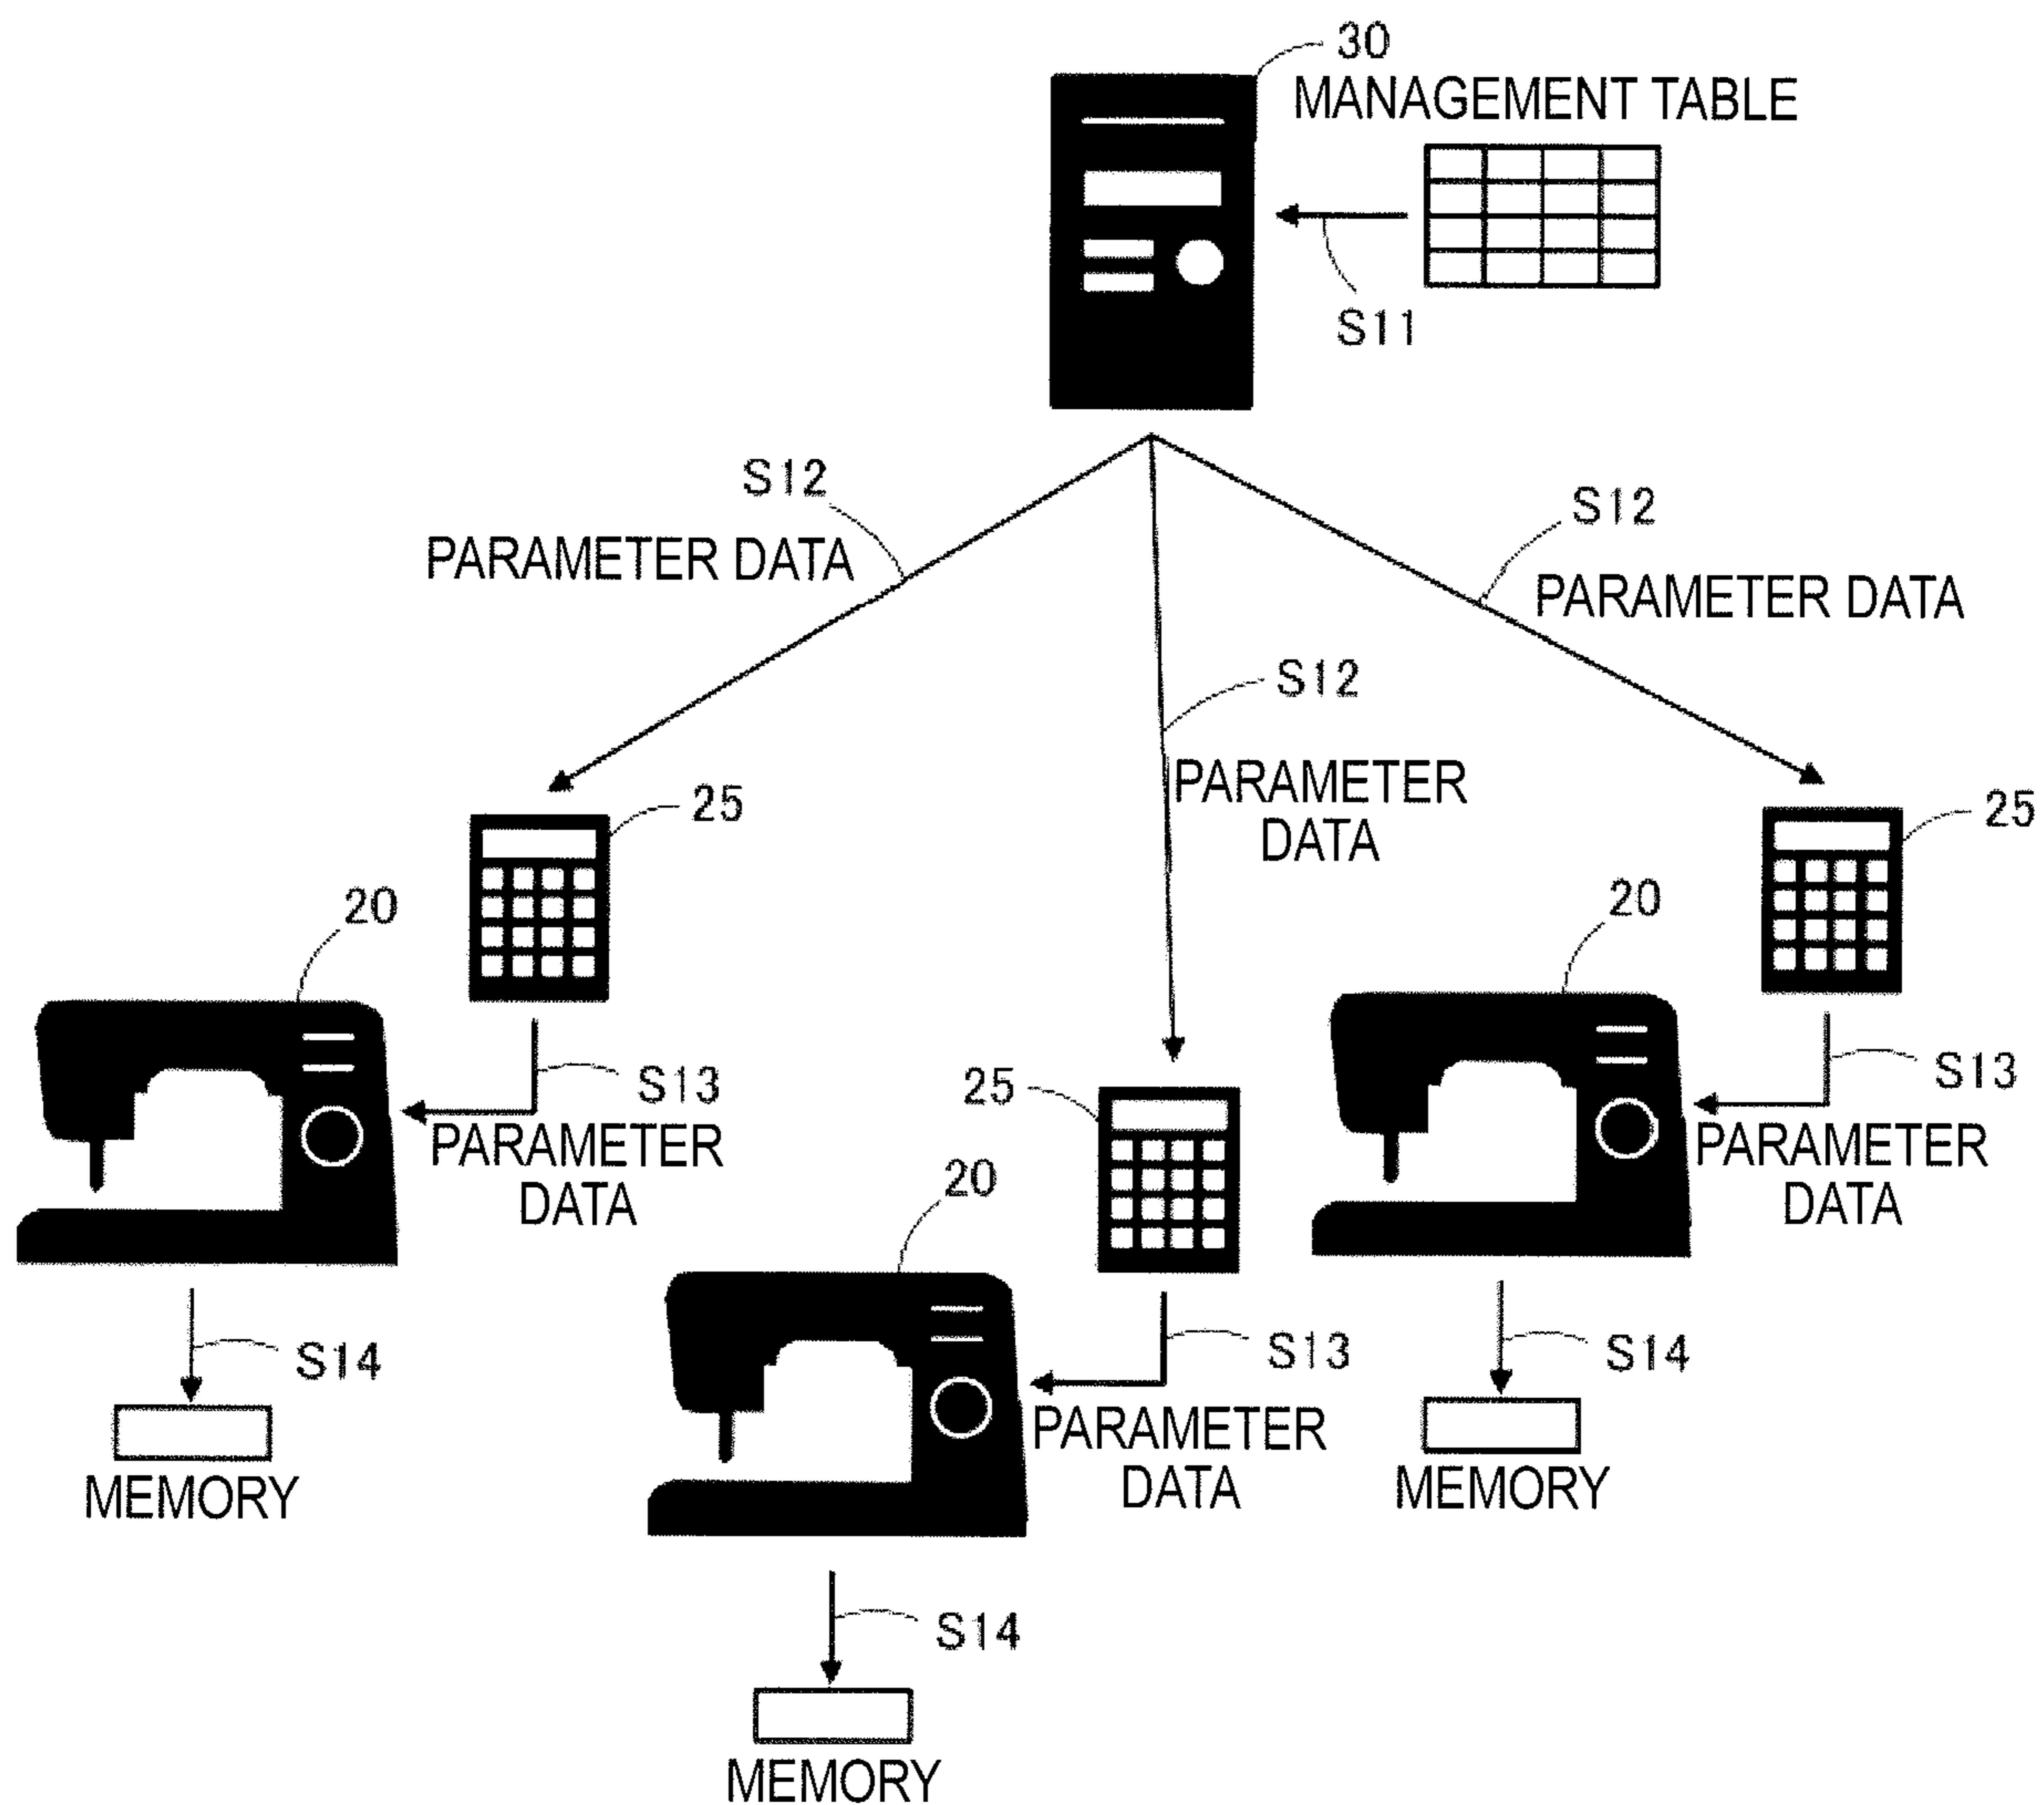 30
MANAGEMENT TABLE
S11
S12
PARAMETER DATA
S12
PARAMETER DATA
S12
PARAMETER
DATA
25
20
S13
PARAMETER
DATA
S14
MEMORY
25
20
S13
PARAMETER
DATA
S14
MEMORY
25
20
S13
PARAMETER
DATA
S14
MEMORY